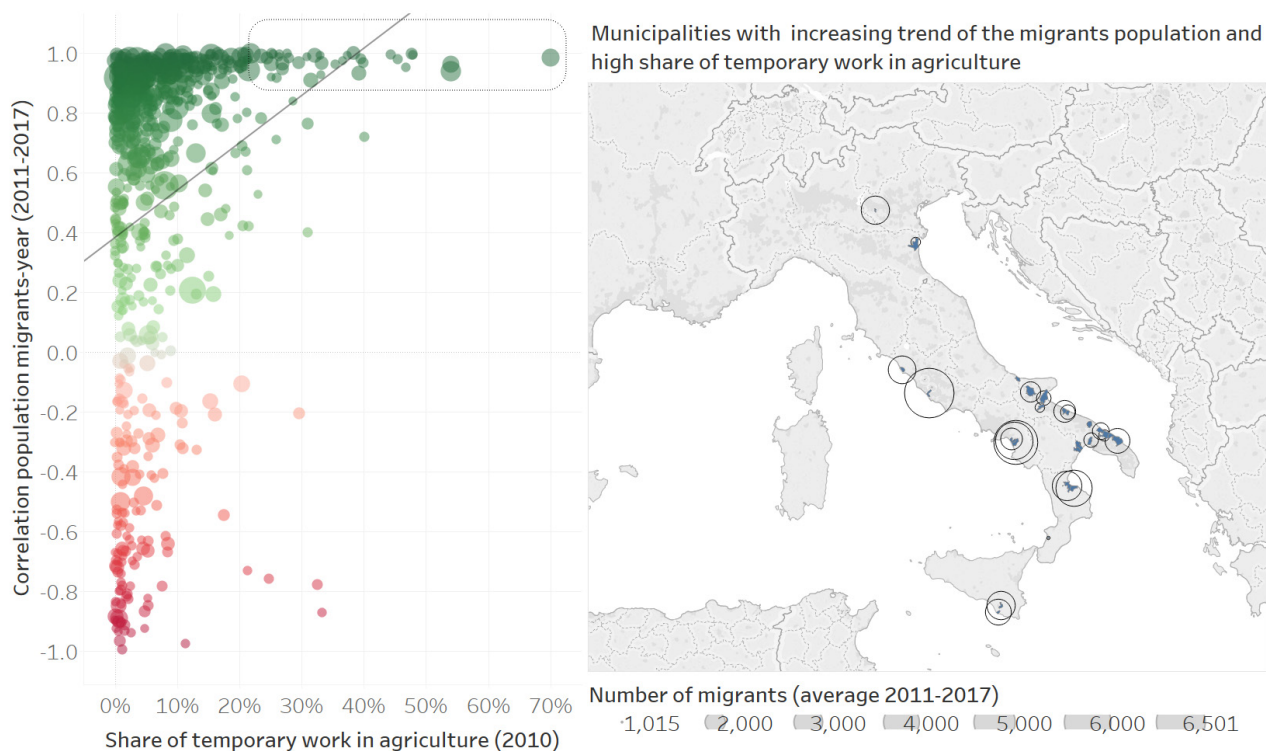 Municipalities with increasing trend of the migrants population and
high share of temporary work in agriculture
Correlation population migrants-year (2011-2017)
1.0
0.8
0.6
0.4
0.2
0.0
-0.2
-0.4
-0.6
-0.8
-1.0
0% 10% 20% 30% 40% 50% 60% 70%
Share of temporary work in agriculture (2010)
Number of migrants (average 2011-2017)
1,015 2,000 3,000 4,000 5,000 6,000 6,501